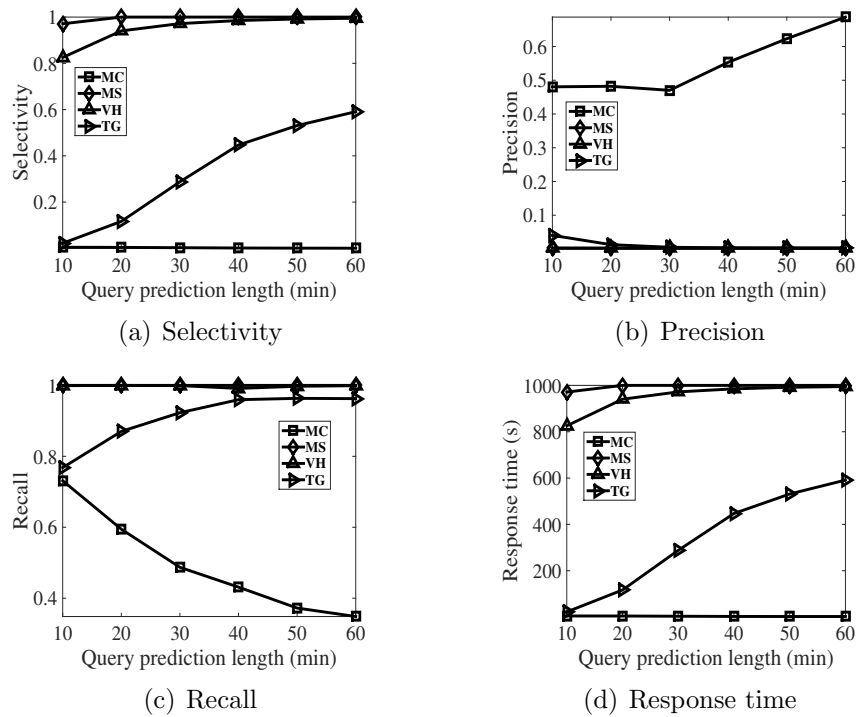 1
0.8
0.6
0.4
0.2
Selectivity
MC
MS
VH
TG
10 20 30 40 50 60
Query prediction length (min)
(a) Selectivity
0.6
0.5
0.4
0.3
0.2
0.1
Precision
MC
MS
VH
TG
10 20 30 40 50 60
Query prediction length (min)
(b) Precision
1
0.8
0.6
0.4
Recall
MC
MS
VH
TG
10 20 30 40 50 60
Query prediction length (min)
(c) Recall
1000
800
600
400
200
Response time (s)
MC
MS
VH
TG
10 20 30 40 50 60
Query prediction length (min)
(d) Response time